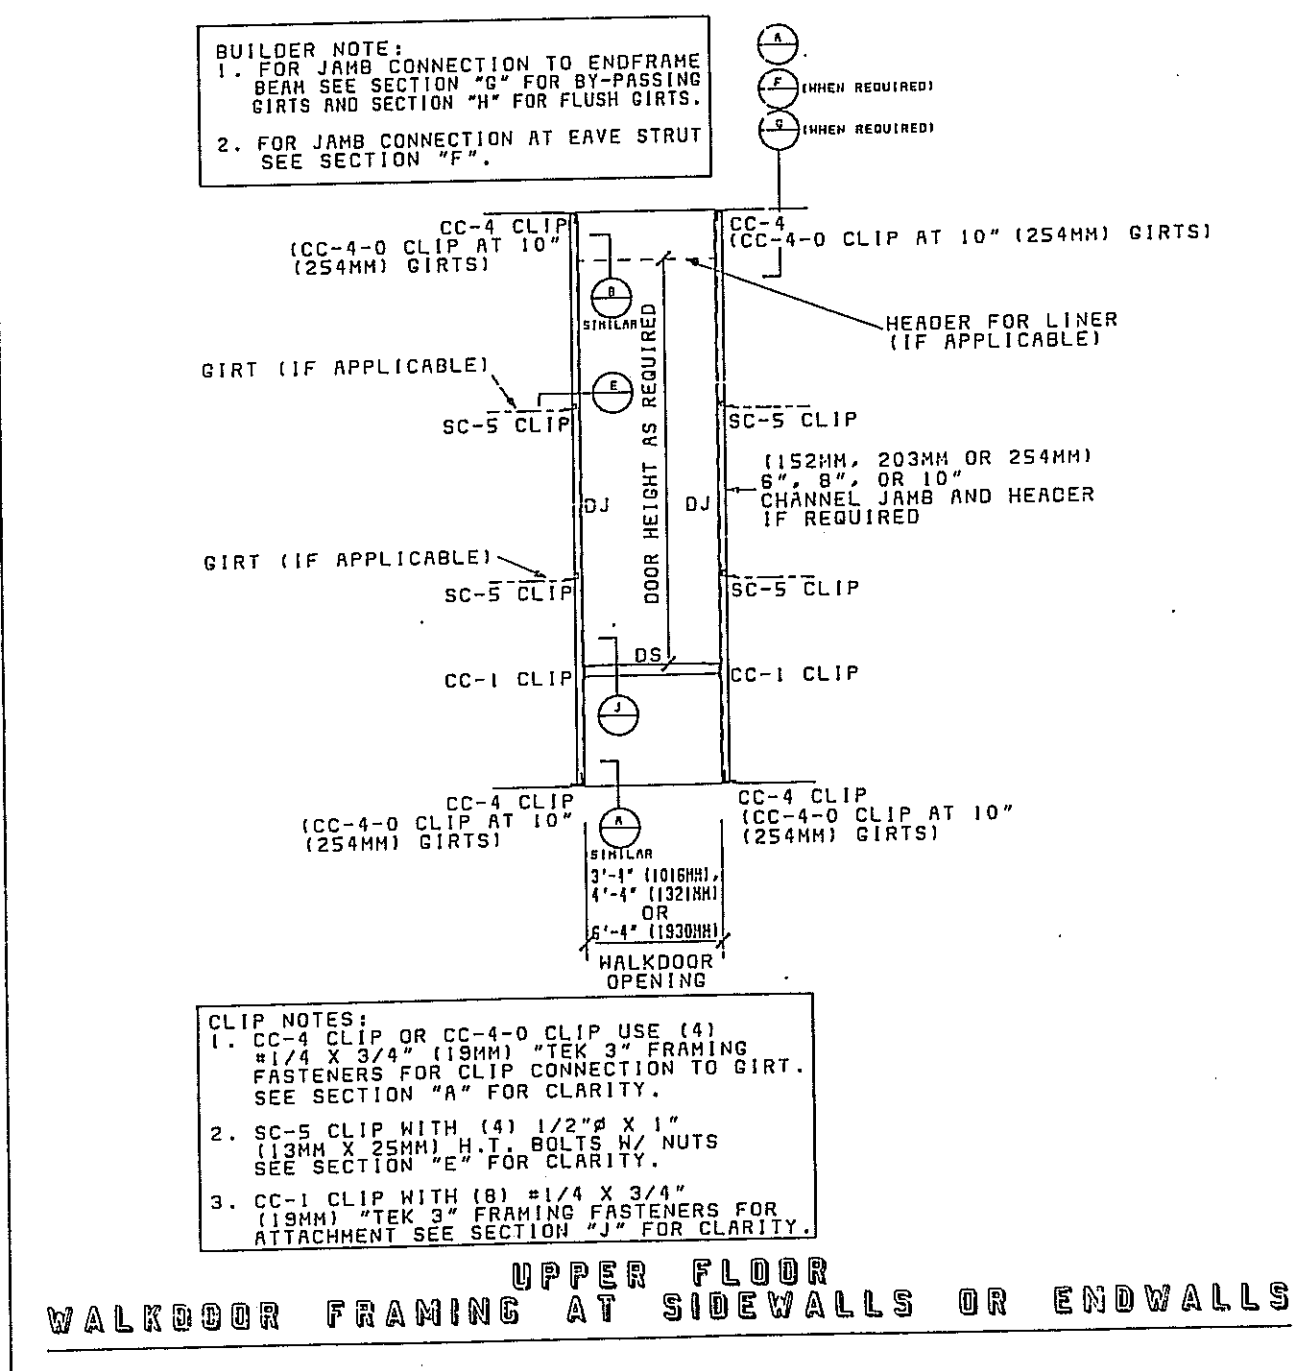 BUILDER NOTE:
1. FOR JAMB CONNECTION TO ENDFRAME
BEAM SEE SECTION "G" FOR BY-PASSING
GIRTS AND SECTION "H" FOR FLUSH GIRTS.
2. FOR JAMB CONNECTION AT EAVE STRUT
SEE SECTION "F".
A
F (WHEN REQUIRED)
G (WHEN REQUIRED)
CC-4 CLIP
(CC-4-O CLIP AT 10"
(254MM) GIRTS)
CC-4
(CC-4-O CLIP AT 10" (254MM) GIRTS)
B
SIMILAR
HEADER FOR LINER
(IF APPLICABLE)
GIRT (IF APPLICABLE)
E
SC-5 CLIP
SC-5 CLIP
DOOR HEIGHT AS REQUIRED
(152MM, 203MM OR 254MM)
6", 8", OR 10"
CHANNEL JAMB AND HEADER
IF REQUIRED
DJ
DJ
GIRT (IF APPLICABLE)
SC-5 CLIP
SC-5 CLIP
DS
CC-1 CLIP
CC-1 CLIP
J
CC-4 CLIP
(CC-4-O CLIP AT 10"
(254MM) GIRTS)
CC-4 CLIP
(CC-4-O CLIP AT 10"
(254MM) GIRTS)
A
SIMILAR
3'-4" (1016MM),
4'-4" (1321MM)
OR
6'-4" (1930MM)
WALKDOOR
OPENING
CLIP NOTES:
1. CC-4 CLIP OR CC-4-O CLIP USE (4)
#1/4 X 3/4" (19MM) "TEK 3" FRAMING
FASTENERS FOR CLIP CONNECTION TO GIRT.
SEE SECTION "A" FOR CLARITY.
2. SC-5 CLIP WITH (4) 1/2"Ø X 1"
(13MM X 25MM) H.T. BOLTS W/ NUTS
SEE SECTION "E" FOR CLARITY.
3. CC-1 CLIP WITH (8) #1/4 X 3/4"
(19MM) "TEK 3" FRAMING FASTENERS FOR
ATTACHMENT SEE SECTION "J" FOR CLARITY.
UPPER FLOOR
WALKDOOR FRAMING AT SIDEWALLS OR ENDWALLS